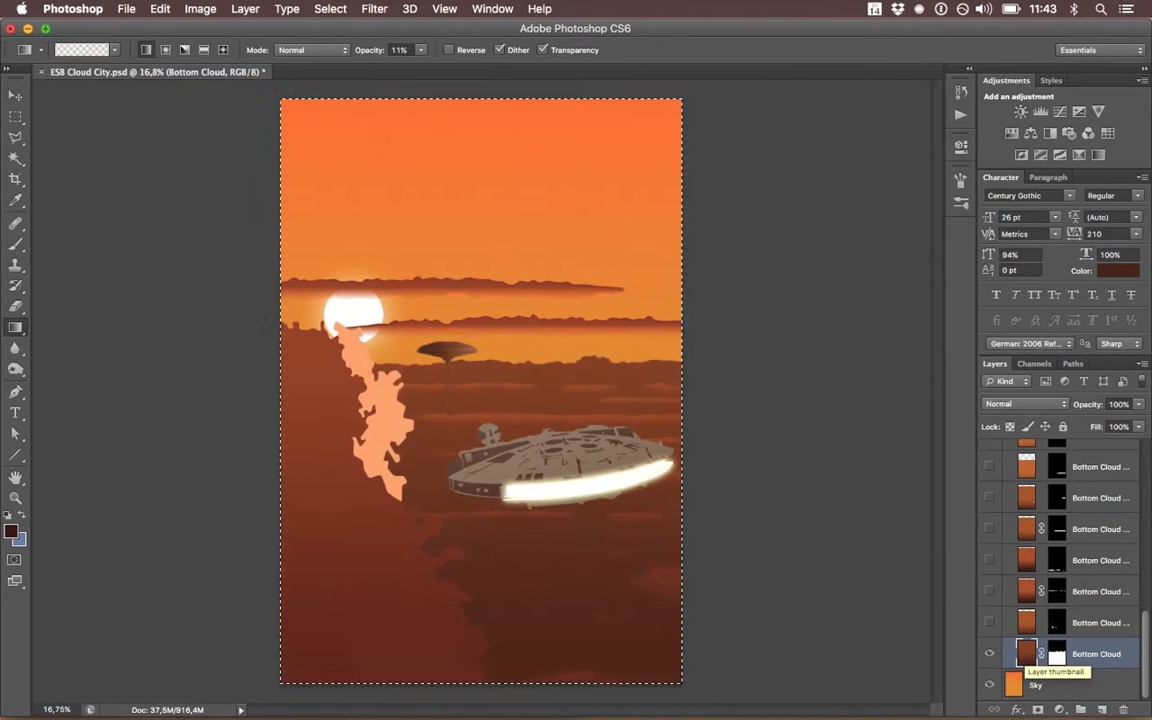 Photoshop File Edit Image Layer Type Select Filter 3D View Window Help 14 11:43
Adobe Photoshop CS6
Mode: Normal Opacity: 11% Reverse Dither Transparency Essentials
ESB Cloud City.psd @ 16,8% (Bottom Cloud, RGB/8) *
Adjustments Styles
Add an adjustment
Character Paragraph
Century Gothic Regular
26 pt (Auto)
Metrics 210
94% 100%
0 pt Color:
German: 2006 Ref... Sharp
Layers Channels Paths
Kind
Normal Opacity: 100%
Lock: Fill: 100%
Bottom Cloud ...
Bottom Cloud ...
Bottom Cloud ...
Bottom Cloud ...
Bottom Cloud ...
Bottom Cloud ...
Bottom Cloud
Layer thumbnail
Sky
16,75% Doc: 37,5M/916,4M